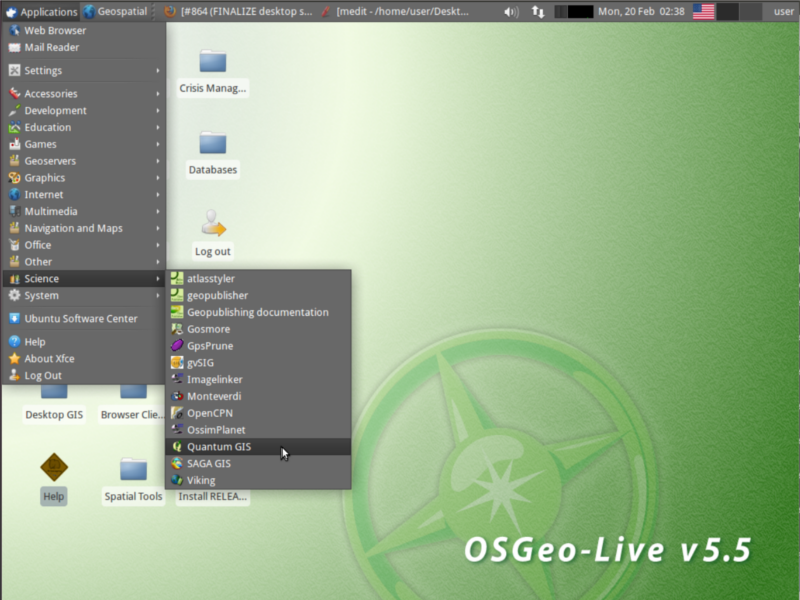 Applications Geospatial [#864 (FINALIZE desktop s... [medit - /home/user/Deskt... Mon, 20 Feb 02:38 user
Web Browser
Mail Reader
Settings
Accessories
Development
Education
Games
Geoservers
Graphics
Internet
Multimedia
Navigation and Maps
Office
Other
Science
System
Ubuntu Software Center
Help
About Xfce
Log Out
atlasstyler
geopublisher
Geopublishing documentation
Gosmore
GpsPrune
gvSIG
Imagelinker
Monteverdi
OpenCPN
OssimPlanet
Quantum GIS
SAGA GIS
Viking
Crisis Manag...
Databases
Log out
Desktop GIS
Browser Clie...
Help
Spatial Tools
Install RELEA...
OSGeo-Live v5.5